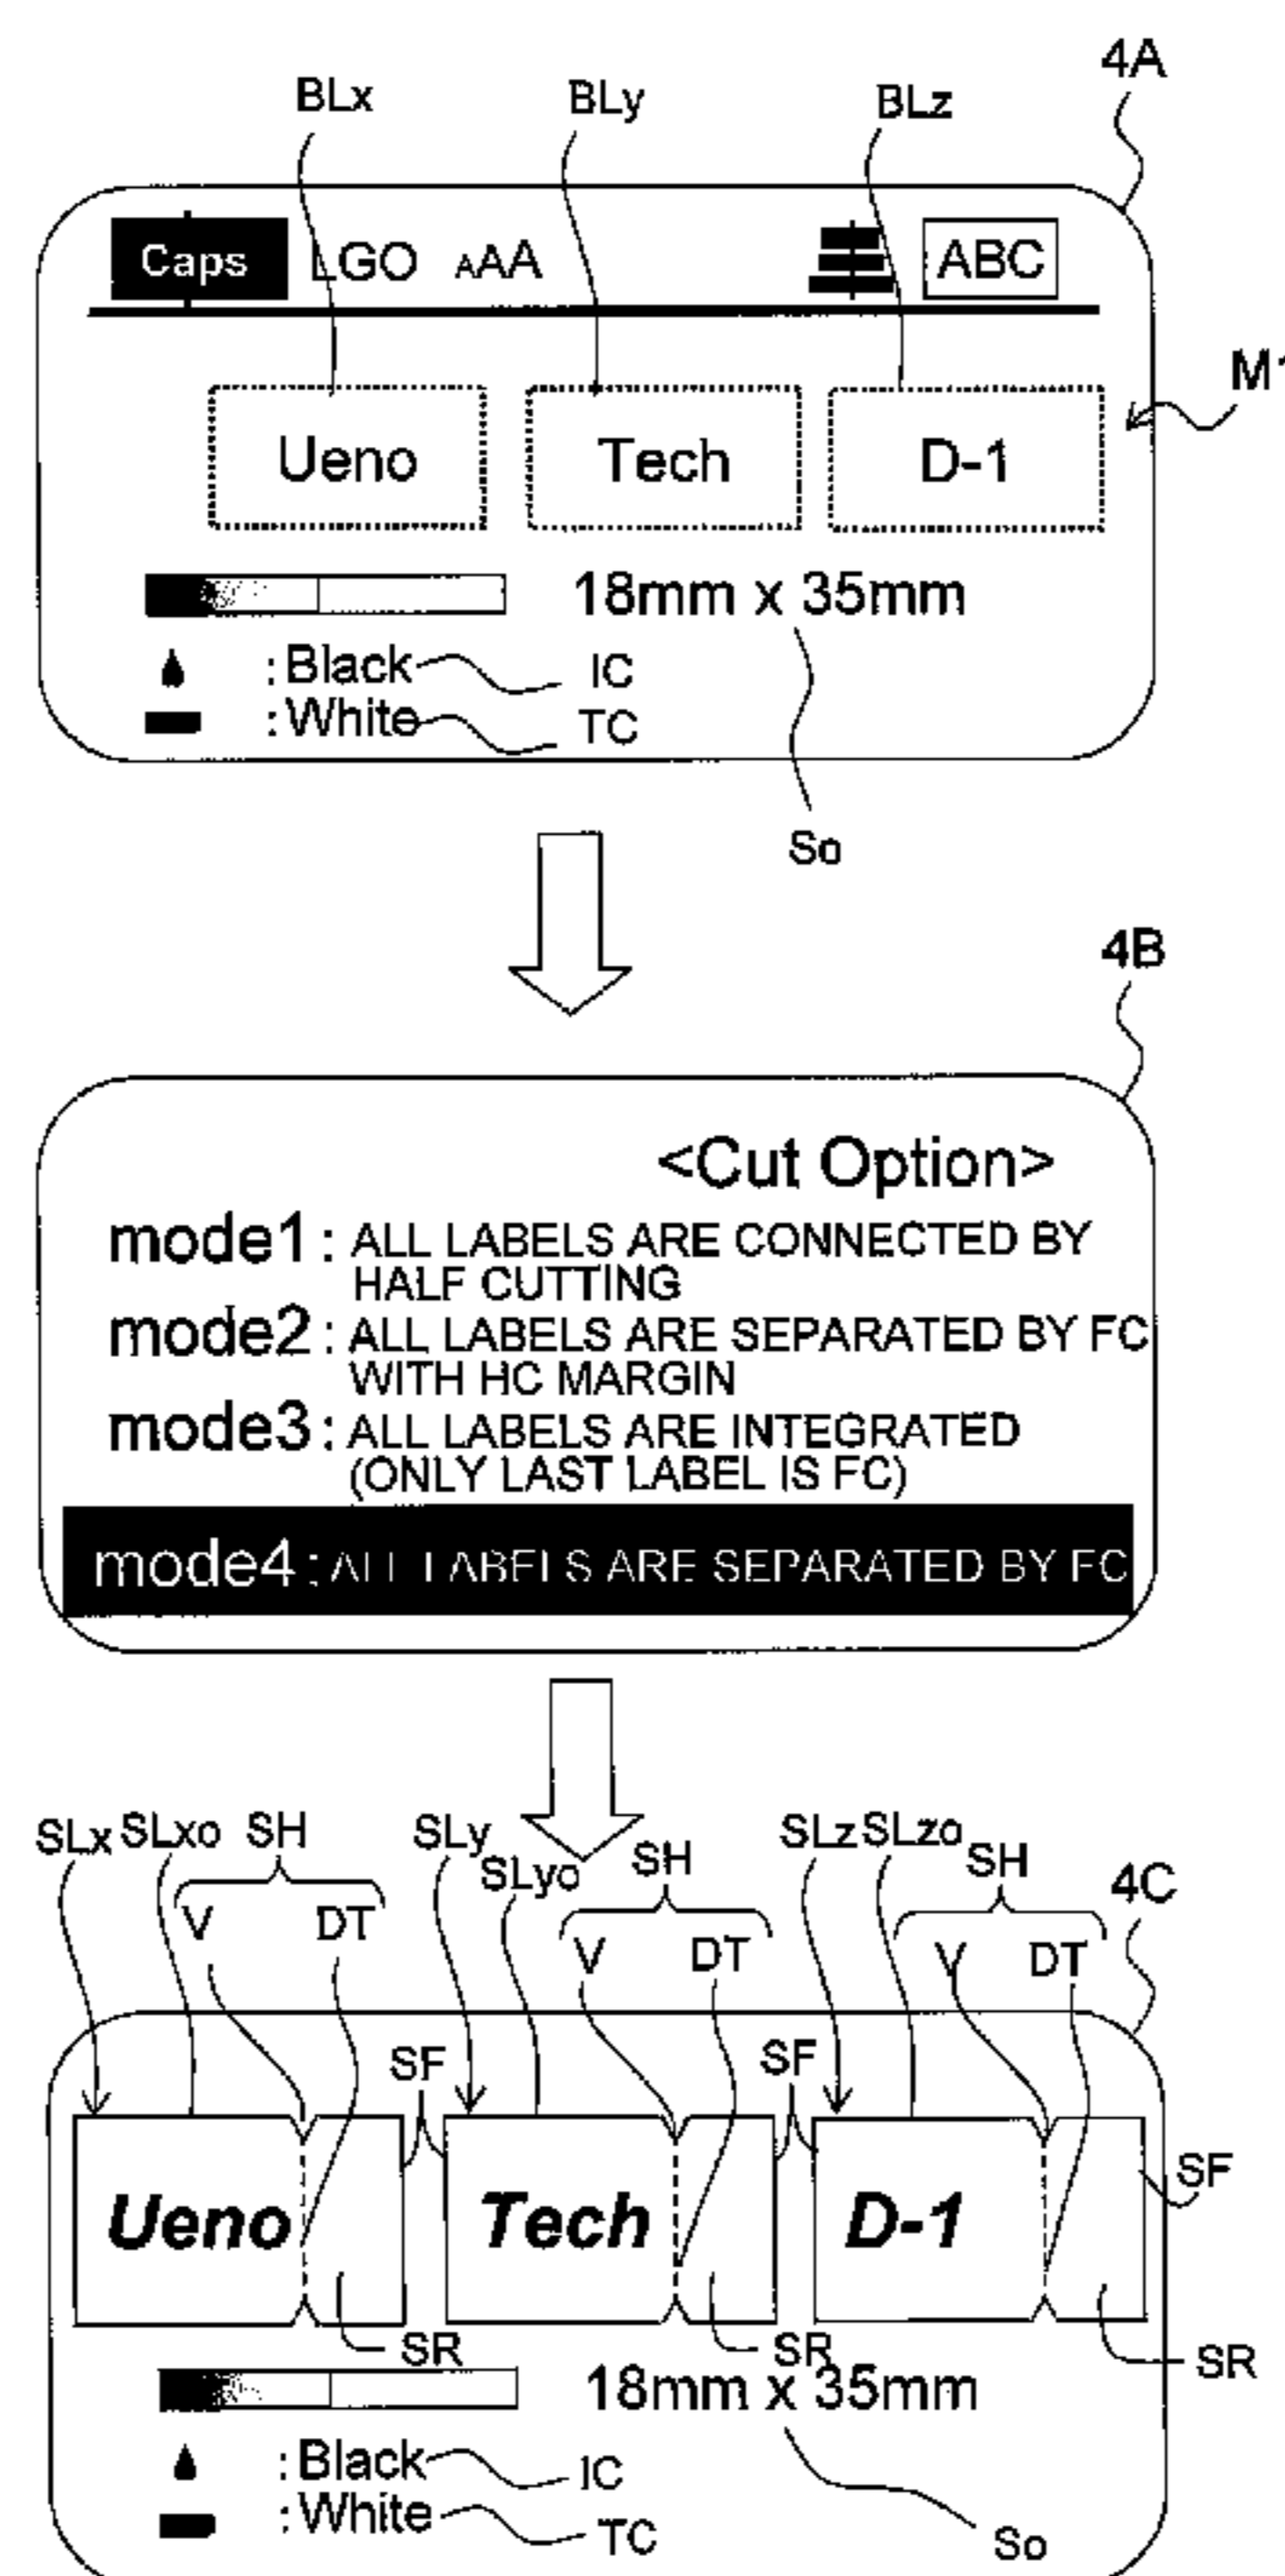 4A
BLx BLy BLz
Caps LGO AAA ABC
M1
Ueno Tech D-1
18mm x 35mm
:Black IC
:White TC
So
4B
<Cut Option>
mode1: ALL LABELS ARE CONNECTED BY
HALF CUTTING
mode2: ALL LABELS ARE SEPARATED BY FC
WITH HC MARGIN
mode3: ALL LABELS ARE INTEGRATED
(ONLY LAST LABEL IS FC)
mode4: ALL LABELS ARE SEPARATED BY FC
SLx SLxo SH SLy SLyo SH SLz SLzo SH
4C
V DT V DT V DT
SF SF SF
Ueno Tech D-1
SR SR SR
18mm x 35mm
:Black IC
:White TC
So